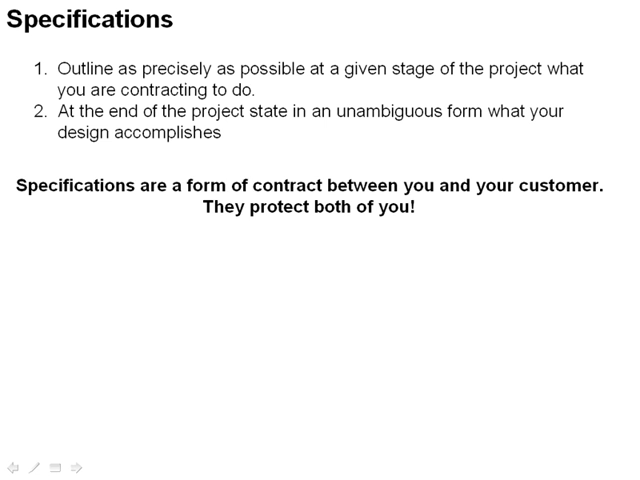 Specifications
1. Outline as precisely as possible at a given stage of the project what
you are contracting to do.
2. At the end of the project state in an unambiguous form what your
design accomplishes
Specifications are a form of contract between you and your customer.
They protect both of you!